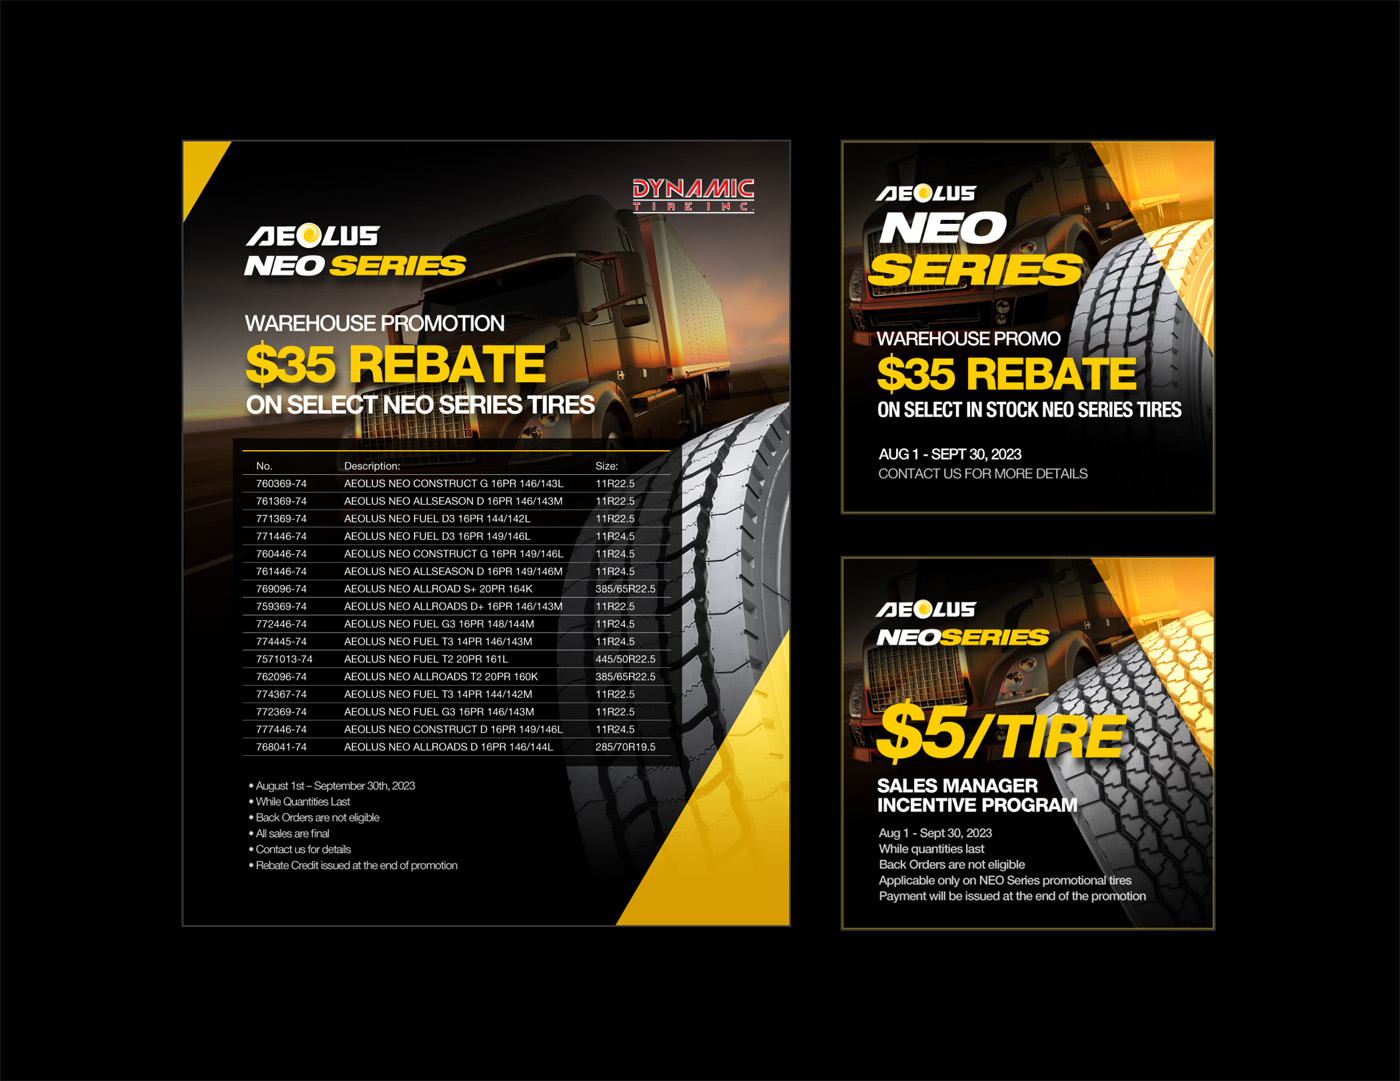 DYNAMIC
TIRE INC.
AEOLUS
NEO SERIES
WAREHOUSE PROMOTION
$35 REBATE
ON SELECT NEO SERIES TIRES
No. Description: Size:
760369-74 AEOLUS NEO CONSTRUCT G 16PR 146/143L 11R22.5
761369-74 AEOLUS NEO ALLSEASON D 16PR 146/143M 11R22.5
771369-74 AEOLUS NEO FUEL D3 16PR 144/142L 11R22.5
771446-74 AEOLUS NEO FUEL D3 16PR 149/146L 11R24.5
760446-74 AEOLUS NEO CONSTRUCT G 16PR 149/146L 11R24.5
761446-74 AEOLUS NEO ALLSEASON D 16PR 149/146M 11R24.5
769096-74 AEOLUS NEO ALLROAD S+ 20PR 164K 385/65R22.5
759369-74 AEOLUS NEO ALLROADS D+ 16PR 146/143M 11R22.5
772446-74 AEOLUS NEO FUEL G3 16PR 148/144M 11R24.5
774445-74 AEOLUS NEO FUEL T3 14PR 146/143M 11R24.5
7571013-74 AEOLUS NEO FUEL T2 20PR 161L 445/50R22.5
762096-74 AEOLUS NEO ALLROADS T2 20PR 160K 385/65R22.5
774367-74 AEOLUS NEO FUEL T3 14PR 144/142M 11R22.5
772369-74 AEOLUS NEO FUEL G3 16PR 146/143M 11R22.5
777446-74 AEOLUS NEO CONSTRUCT D 16PR 149/146L 11R24.5
768041-74 AEOLUS NEO ALLROADS D 16PR 146/144L 285/70R19.5
• August 1st – September 30th, 2023
• While Quantities Last
• Back Orders are not eligible
• All sales are final
• Contact us for details
• Rebate Credit issued at the end of promotion
AEOLUS
NEO
SERIES
WAREHOUSE PROMO
$35 REBATE
ON SELECT IN STOCK NEO SERIES TIRES
AUG 1 - SEPT 30, 2023
CONTACT US FOR MORE DETAILS
AEOLUS
NEOSERIES
$5/TIRE
SALES MANAGER
INCENTIVE PROGRAM
Aug 1 - Sept 30, 2023
While quantities last
Back Orders are not eligible
Applicable only on NEO Series promotional tires
Payment will be issued at the end of the promotion